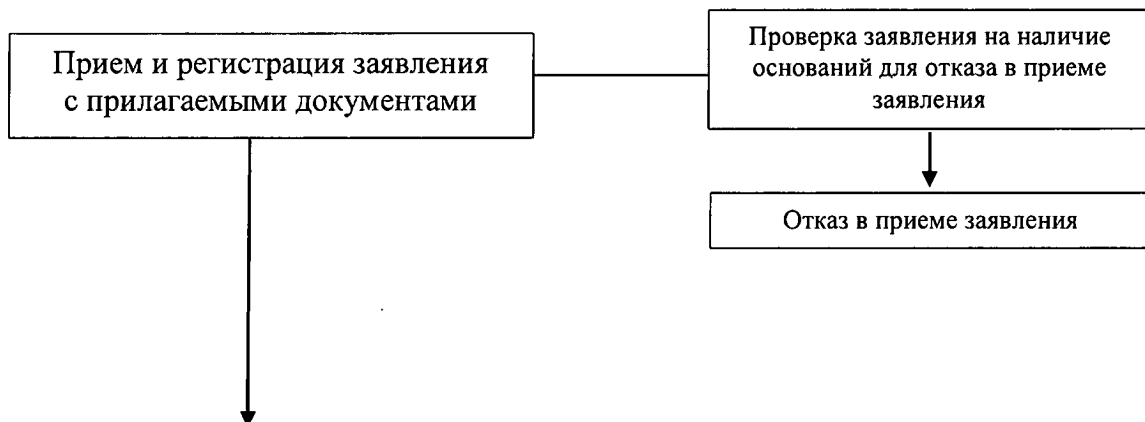 Прием и регистрация заявления
с прилагаемыми документами
Проверка заявления на наличие
оснований для отказа в приеме
заявления
Отказ в приеме заявления